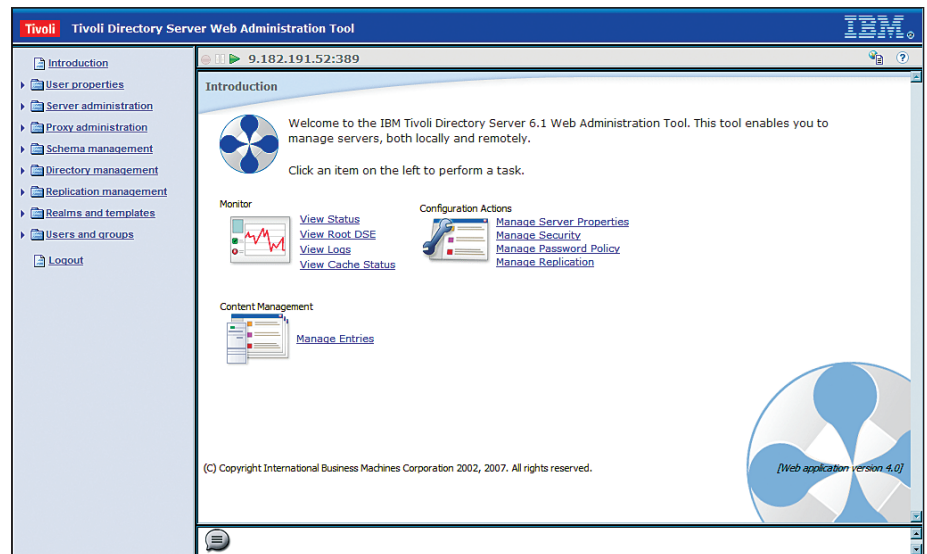 Tivoli Tivoli Directory Server Web Administration Tool IBM®
Introduction
User properties
Server administration
Proxy administration
Schema management
Directory management
Replication management
Realms and templates
Users and groups
Logout
9.182.191.52:389 ?
Introduction
Welcome to the IBM Tivoli Directory Server 6.1 Web Administration Tool. This tool enables you to
manage servers, both locally and remotely.
Click an item on the left to perform a task.
Monitor
View Status
View Root DSE
View Logs
View Cache Status
Configuration Actions
Manage Server Properties
Manage Security
Manage Password Policy
Manage Replication
Content Management
Manage Entries
(C) Copyright International Business Machines Corporation 2002, 2007. All rights reserved.
[Web application version 4.0]